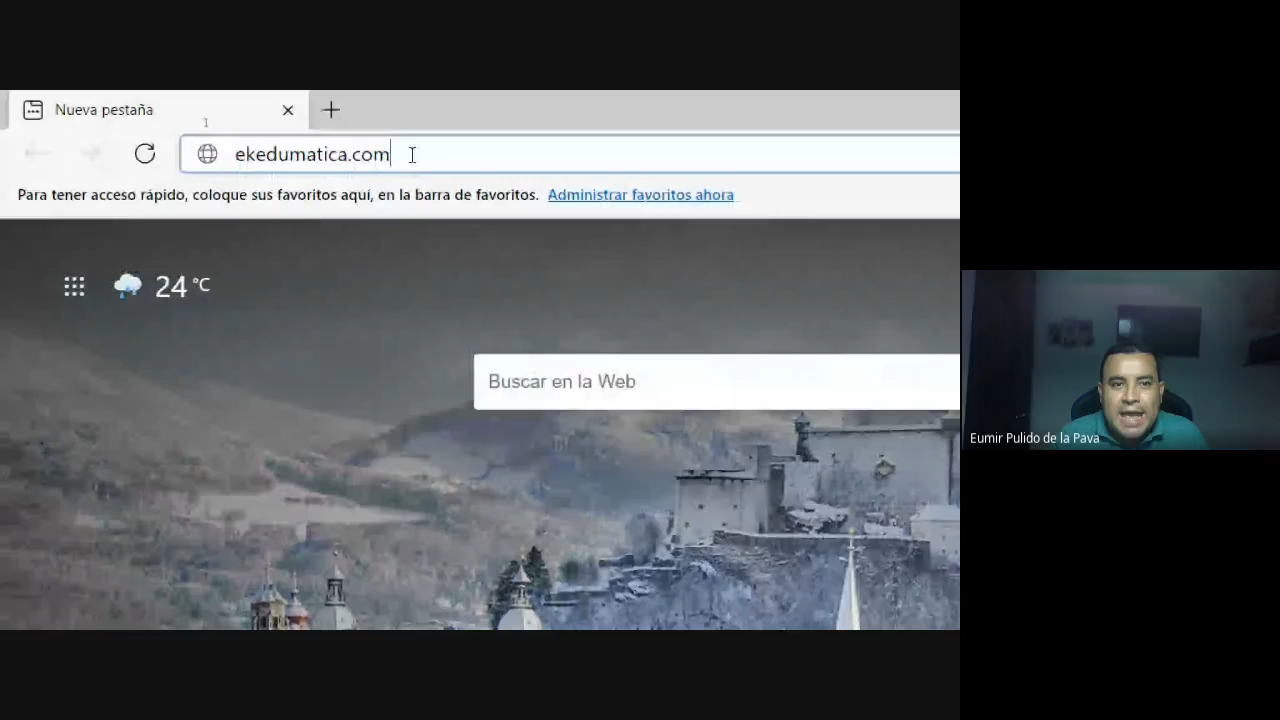 Nueva pestaña
ekedumatica.com
Para tener acceso rápido, coloque sus favoritos aquí, en la barra de favoritos. Administrar favoritos ahora
24 °C
Buscar en la Web
Eumir Pulido de la Pava